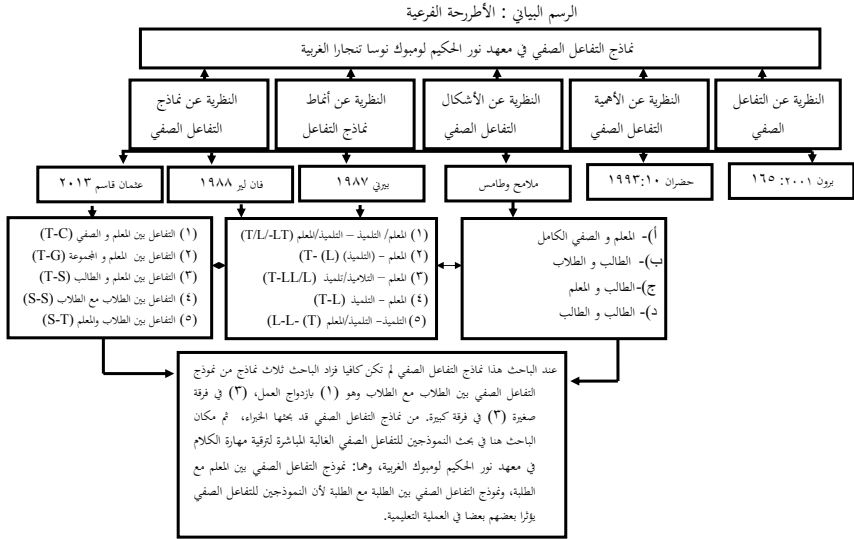 الرسم البياني : الأطررحة الفرعية
نماذج التفاعل الصفي في معهد نور الحكيم لومبوك نوسا تنجارا الغربية
النظرية عن التفاعل
الصفي
النظرية عن الأهمية
التفاعل الصفي
النظرية عن الأشكال
التفاعل الصفي
النظرية عن أنماط
نماذج التفاعل
النظرية عن نماذج
التفاعل الصفي
برون ٢٠٠١: ١٦٥
حضران ١٩٩٣:١٠
ملامح وطامس
بيرني ١٩٨٧
فان لير ١٩٨٨
عثمان قاسم ٢٠١٣
أ)- المعلم و الصفي الكامل
ب)- الطالب و الطلاب
ج)-الطالب و المعلم
د)- الطالب و الطالب
(١) المعلم/ التلميذ – التلميذ/المعلم (T/L/-LT)
(٢) المعلم – (التلميذ) (T- (L)
(٣) المعلم – التلاميذ/تلميذ (T-LL/L)
(٤) المعلم – التلميذ (T-L)
(٥) التلميذ– التلميذ/المعلم (L-L- (T)
(١) التفاعل بين المعلم و الصفي (T-C)
(٢) التفاعل بين المعلم و المجموعة (T-G)
(٣) التفاعل بين المعلم و الطالب (T-S)
(٤) التفاعل بين الطلاب مع الطلاب (S-S)
(٥) التفاعل بين الطلاب والمعلم (S-T)
عند الباحث هذا نماذج التفاعل الصفي لم تكن كافيا فزاد الباحث ثلاث نماذج من نموذج
التفاعل الصفي بين الطلاب مع الطلاب وهو (١) بازدواج العمل، (٣) في فرقة
صغيرة (٣) في فرقة كبيرة. من نماذج التفاعل الصفي قد بحثها الخبراء، ثم مكان
الباحث هنا في بحث النموذجين للتفاعل الصفي الغالبة المباشرة لترقية مهارة الكلام
في معهد نور الحكيم لومبوك الغربية، وهما: نموذج التفاعل الصفي بين المعلم مع
الطلبة، ونموذج التفاعل الصفي بين الطلبة مع الطلبة لأن النموذجين للتفاعل الصفي
يؤثرا بعضهم بعضا في العملية التعليمية.